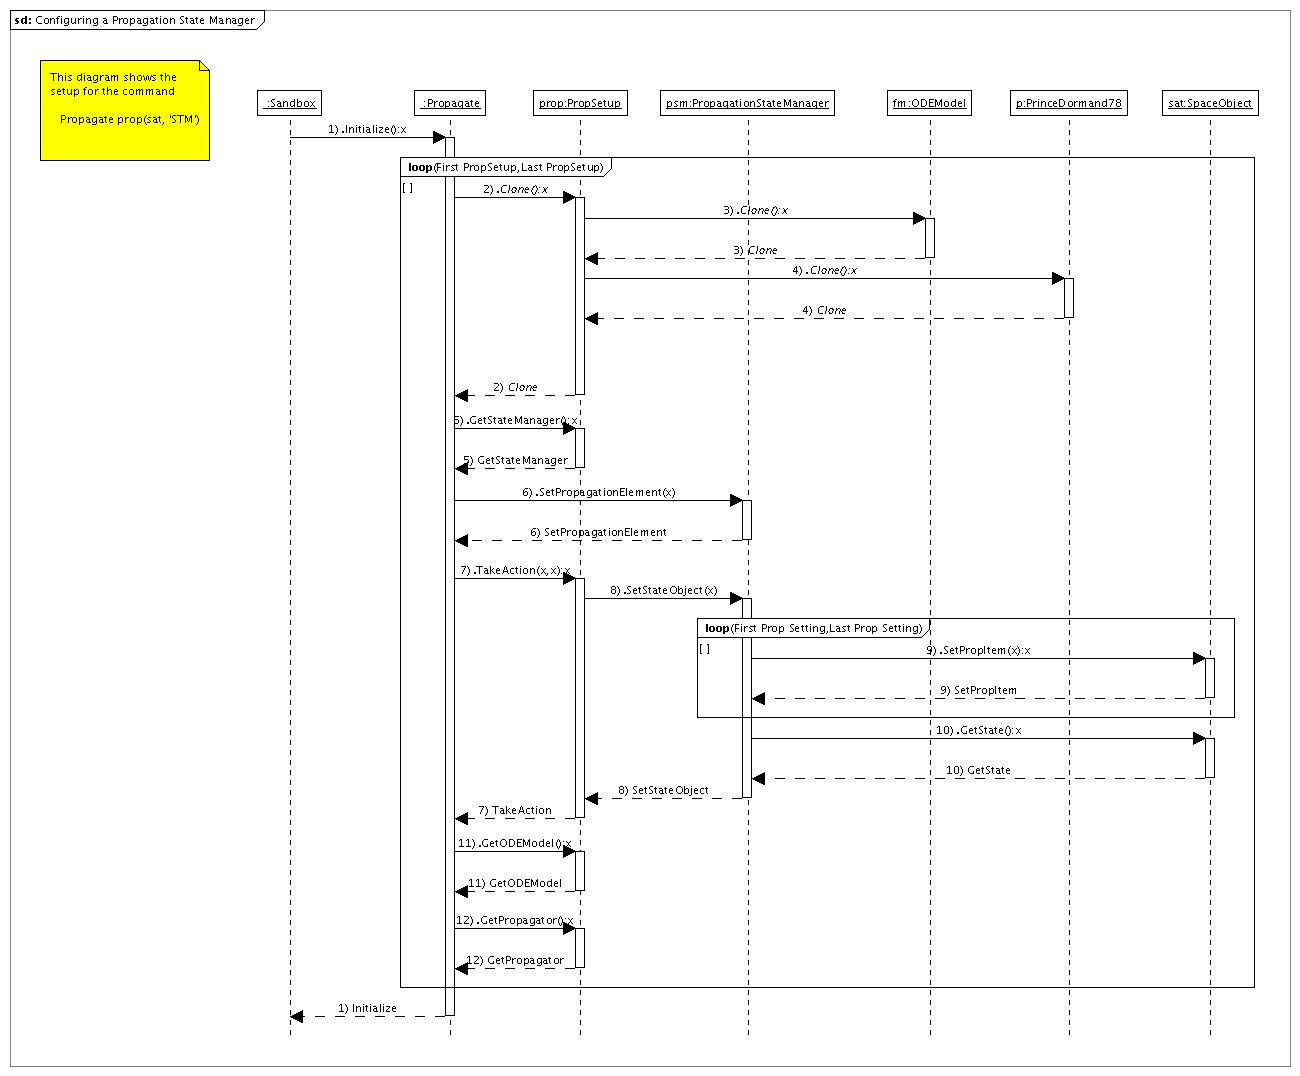 sd: Configuring a Propagation State Manager
This diagram shows the
setup for the command
Propagate prop(sat, 'STM')
:Sandbox
:Propagate
prop:PropSetup
psm:PropagationStateManager
fm:ODEModel
p:PrinceDormand78
sat:SpaceObject
1) .Initialize():x
loop(First PropSetup,Last PropSetup)
[ ]
2) .Clone():x
3) .Clone():x
3) Clone
4) .Clone():x
4) Clone
2) Clone
5) .GetStateManager():x
5) GetStateManager
6) .SetPropagationElement(x)
6) SetPropagationElement
7) .TakeAction(x,x):x
8) .SetStateObject(x)
loop(First Prop Setting,Last Prop Setting)
[ ]
9) .SetPropItem(x):x
9) SetPropItem
10) .GetState():x
10) GetState
8) SetStateObject
7) TakeAction
11) .GetODEModel():x
11) GetODEModel
12) .GetPropagator():x
12) GetPropagator
1) Initialize